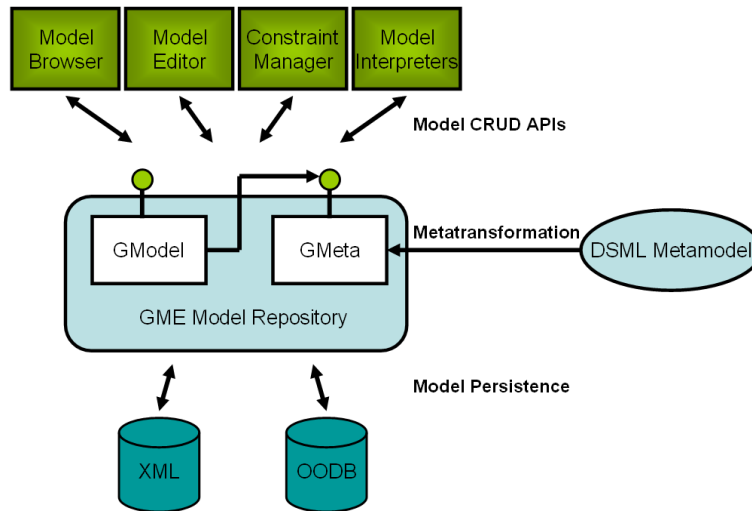 Model
Browser
Model
Editor
Constraint
Manager
Model
Interpreters
Model CRUD APIs
GModel
GMeta
Metatransformation
DSML Metamodel
GME Model Repository
Model Persistence
XML
OODB